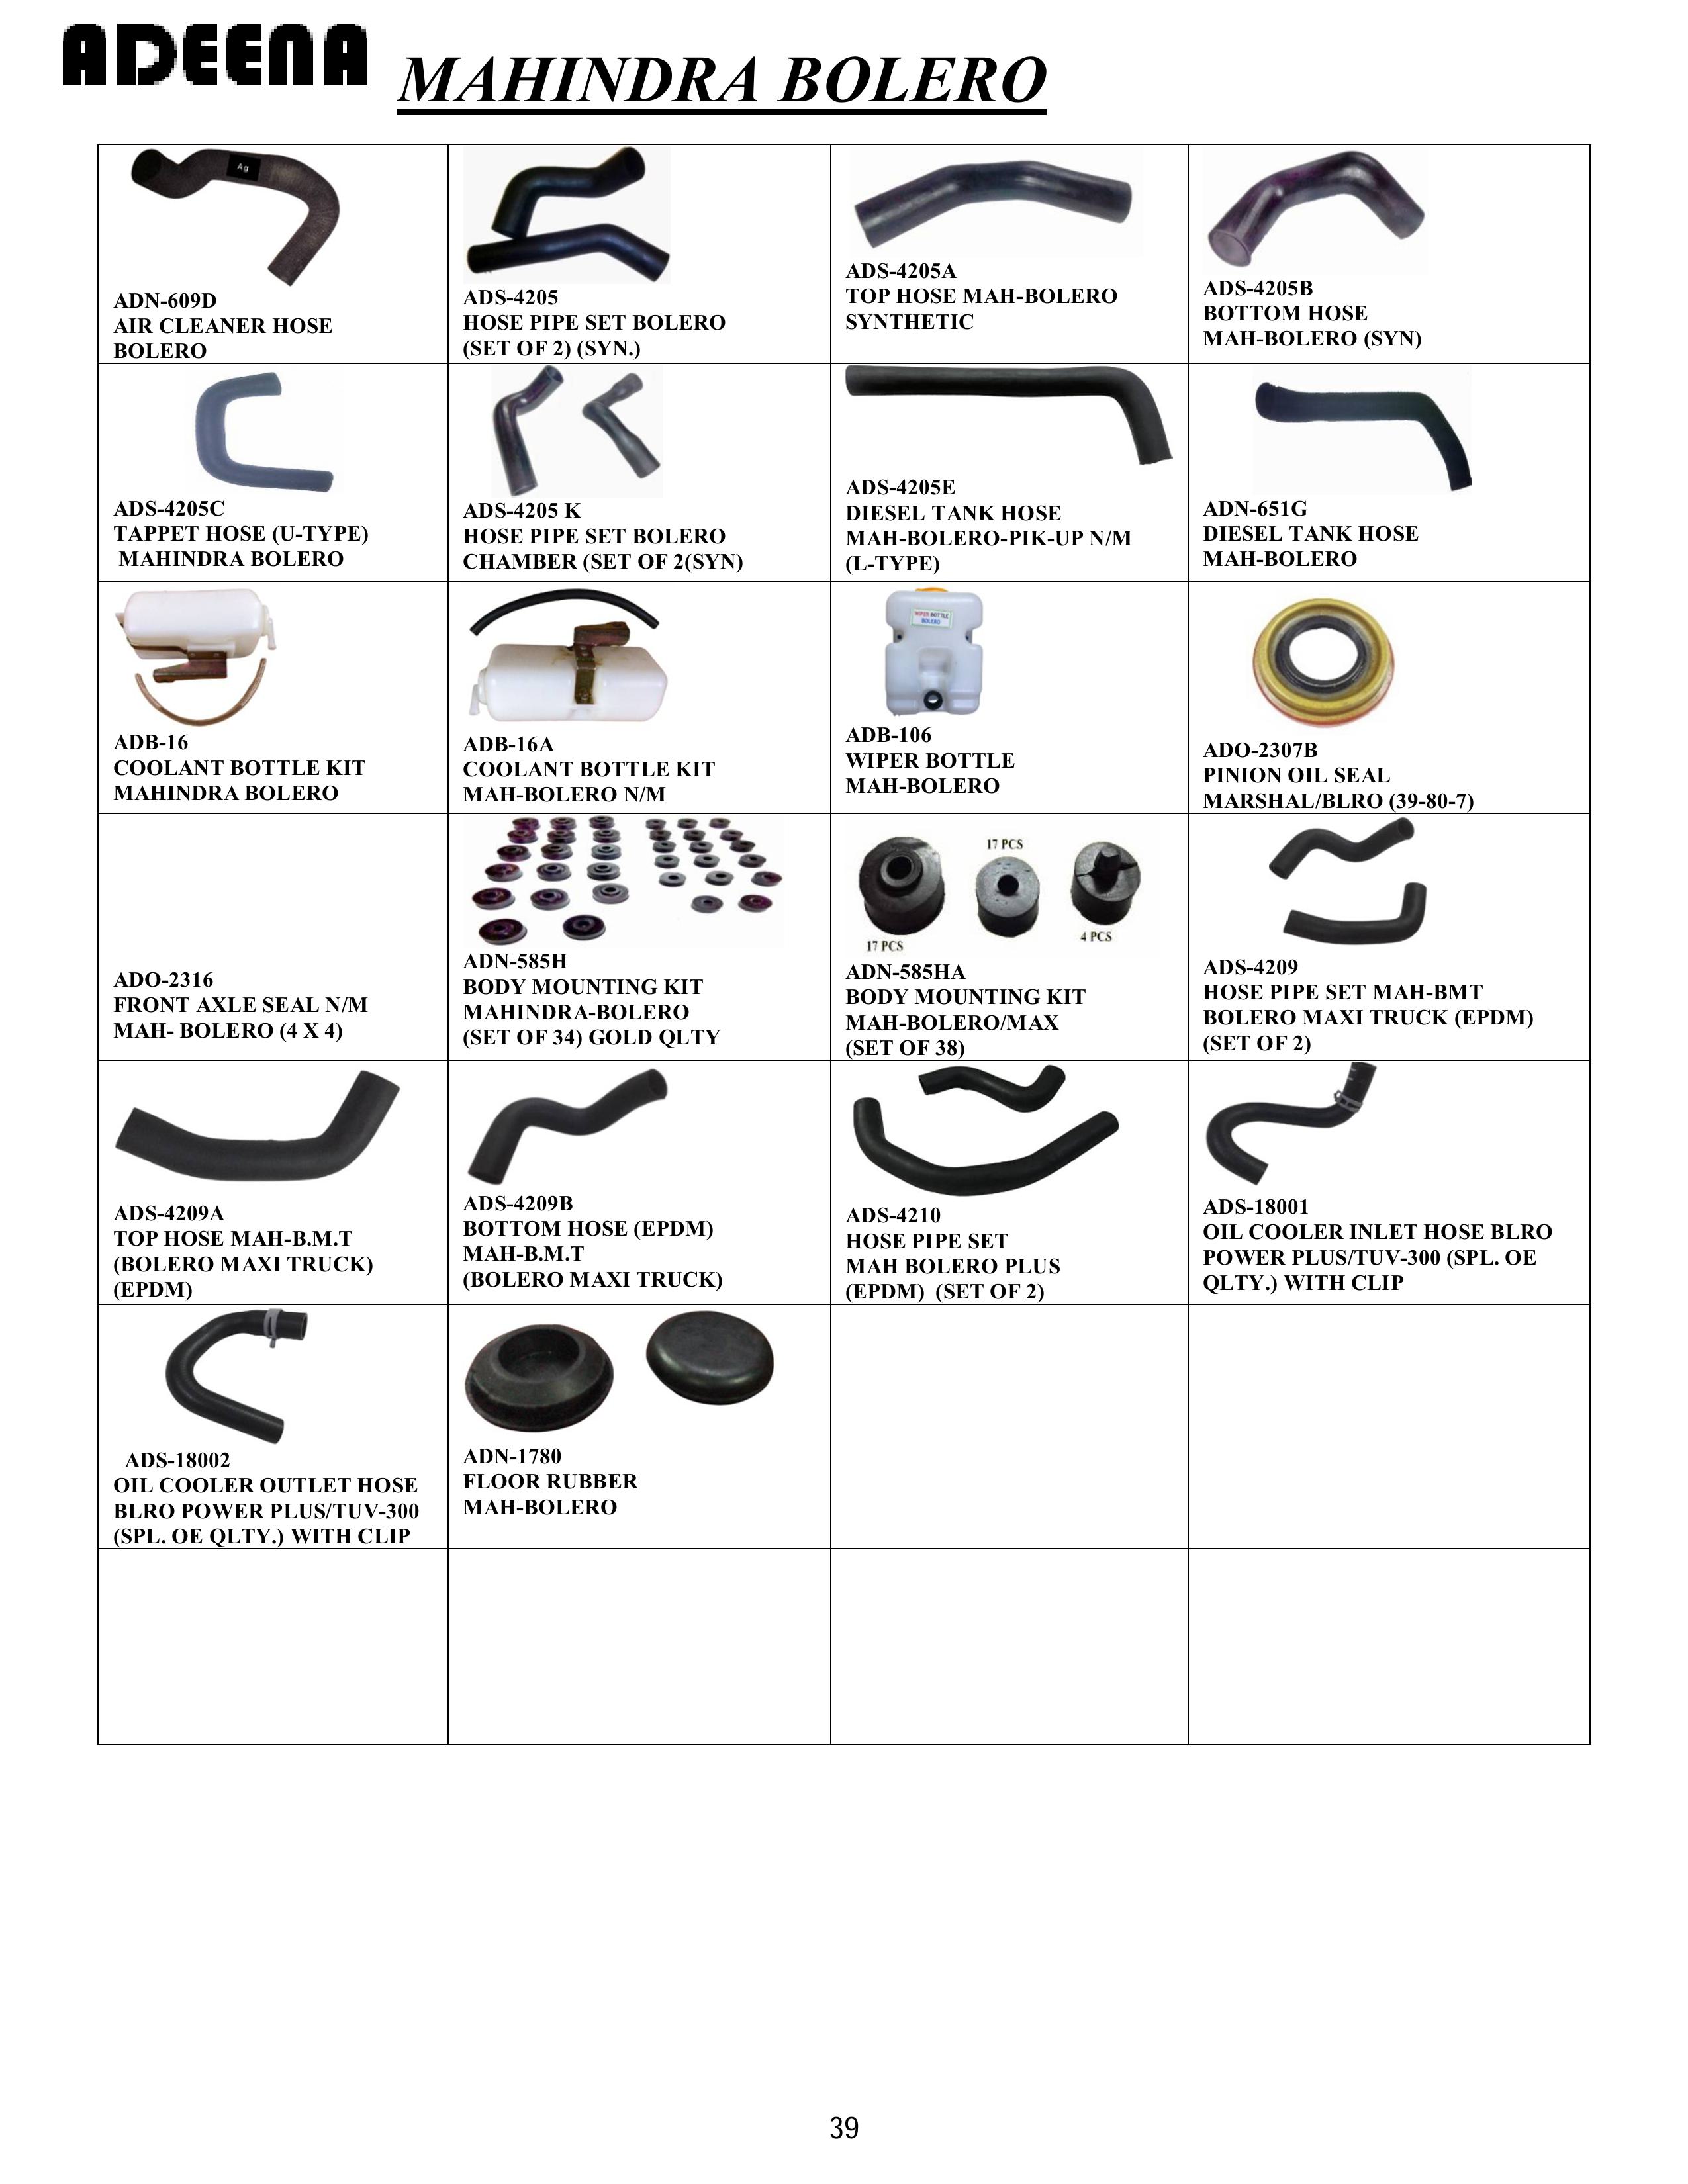 ADEENA
MAHINDRA BOLERO
Ag
ADN-609D
AIR CLEANER HOSE
BOLERO
ADS-4205
HOSE PIPE SET BOLERO
(SET OF 2) (SYN.)
ADS-4205A
TOP HOSE MAH-BOLERO
SYNTHETIC
ADS-4205B
BOTTOM HOSE
MAH-BOLERO (SYN)
ADS-4205C
TAPPET HOSE (U-TYPE)
MAHINDRA BOLERO
ADS-4205 K
HOSE PIPE SET BOLERO
CHAMBER (SET OF 2(SYN)
ADS-4205E
DIESEL TANK HOSE
MAH-BOLERO-PIK-UP N/M
(L-TYPE)
ADN-651G
DIESEL TANK HOSE
MAH-BOLERO
ADB-16
COOLANT BOTTLE KIT
MAHINDRA BOLERO
ADB-16A
COOLANT BOTTLE KIT
MAH-BOLERO N/M
WIPER BOTTLE
BOLERO
ADB-106
WIPER BOTTLE
MAH-BOLERO
ADO-2307B
PINION OIL SEAL
MARSHAL/BLRO (39-80-7)
ADO-2316
FRONT AXLE SEAL N/M
MAH- BOLERO (4 X 4)
ADN-585H
BODY MOUNTING KIT
MAHINDRA-BOLERO
(SET OF 34) GOLD QLTY
17 PCS
4 PCS
17 PCS
ADN-585HA
BODY MOUNTING KIT
MAH-BOLERO/MAX
(SET OF 38)
ADS-4209
HOSE PIPE SET MAH-BMT
BOLERO MAXI TRUCK (EPDM)
(SET OF 2)
ADS-4209A
TOP HOSE MAH-B.M.T
(BOLERO MAXI TRUCK)
(EPDM)
ADS-4209B
BOTTOM HOSE (EPDM)
MAH-B.M.T
(BOLERO MAXI TRUCK)
ADS-4210
HOSE PIPE SET
MAH BOLERO PLUS
(EPDM) (SET OF 2)
ADS-18001
OIL COOLER INLET HOSE BLRO
POWER PLUS/TUV-300 (SPL. OE
QLTY.) WITH CLIP
ADS-18002
OIL COOLER OUTLET HOSE
BLRO POWER PLUS/TUV-300
(SPL. OE QLTY.) WITH CLIP
ADN-1780
FLOOR RUBBER
MAH-BOLERO
39